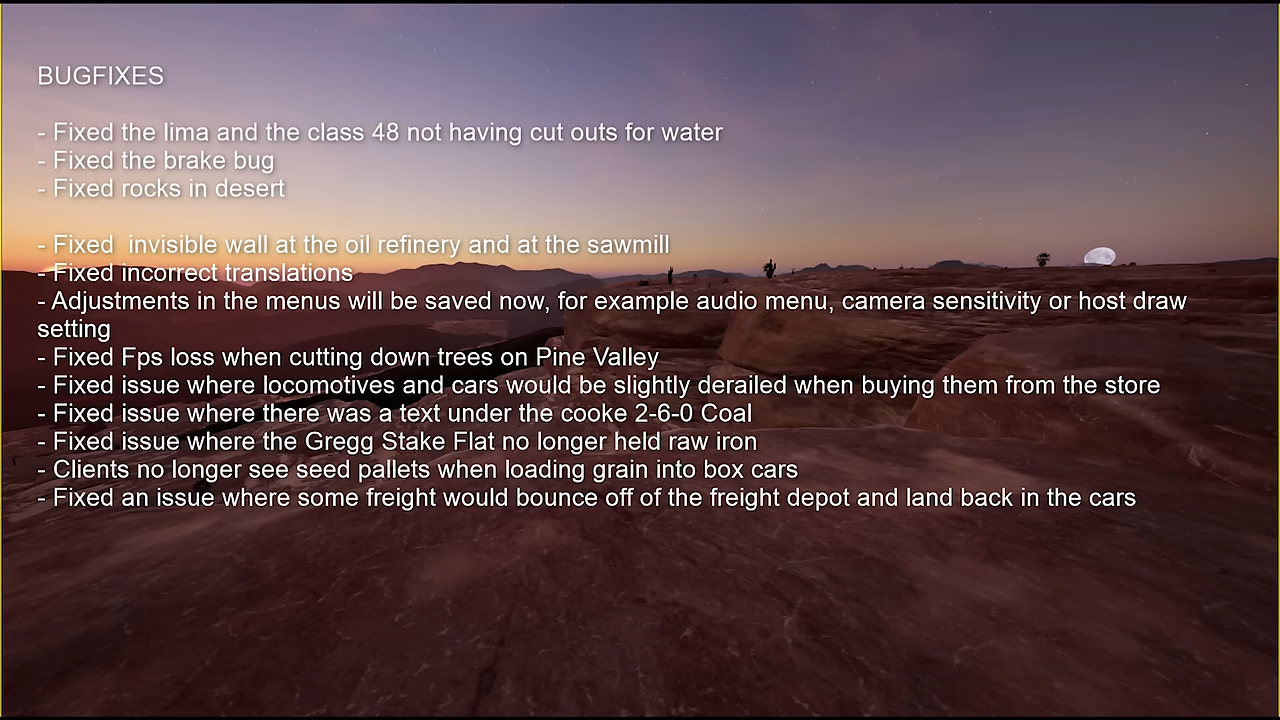 BUGFIXES
- Fixed the lima and the class 48 not having cut outs for water
- Fixed the brake bug
- Fixed rocks in desert
- Fixed  invisible wall at the oil refinery and at the sawmill
- Fixed incorrect translations
- Adjustments in the menus will be saved now, for example audio menu, camera sensitivity or host draw
setting
- Fixed Fps loss when cutting down trees on Pine Valley
- Fixed issue where locomotives and cars would be slightly derailed when buying them from the store
- Fixed issue where there was a text under the cooke 2-6-0 Coal
- Fixed issue where the Gregg Stake Flat no longer held raw iron
- Clients no longer see seed pallets when loading grain into box cars
- Fixed an issue where some freight would bounce off of the freight depot and land back in the cars